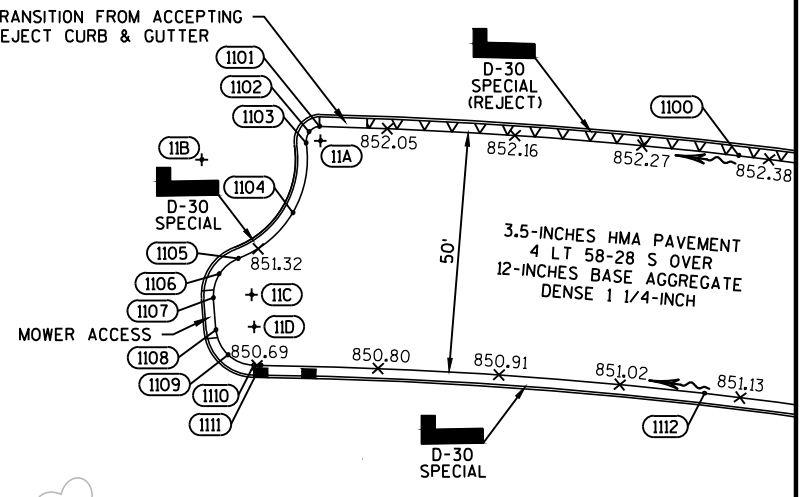 RANSITION FROM ACCEPTING
EJECT CURB & GUTTER
1101
1102
1103
11B
11A
1104
D-30
SPECIAL
1105
1106
1107
MOWER ACCESS
1108
1109
1110
1111
851.32
11C
11D
850.69
D-30
SPECIAL
(REJECT)
1100
852.05
852.16
852.27
852.38
50'
3.5-INCHES HMA PAVEMENT
4 LT 58-28 S OVER
12-INCHES BASE AGGREGATE
DENSE 1 1/4-INCH
850.80
850.91
851.02
851.13
1112
D-30
SPECIAL